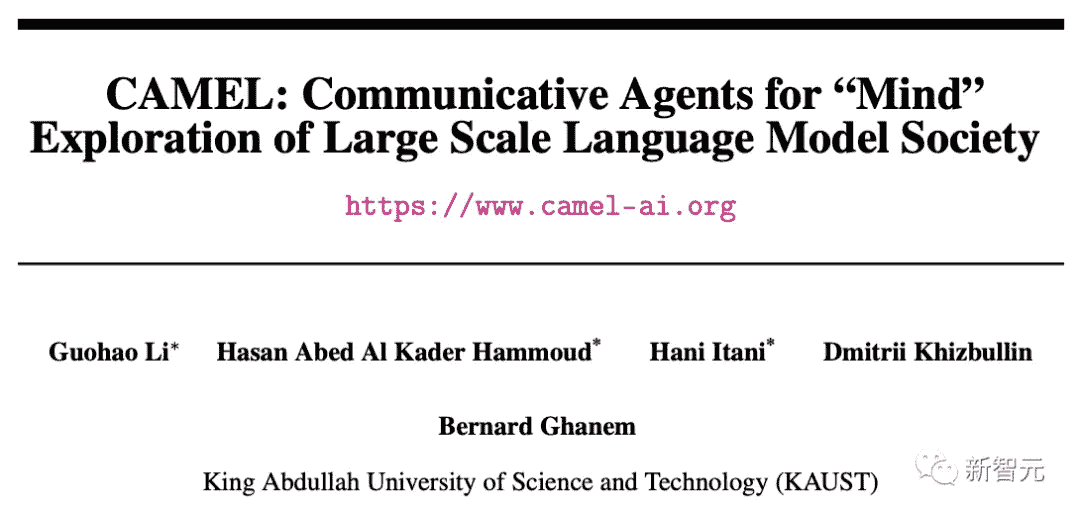 CAMEL: Communicative Agents for “Mind”
Exploration of Large Scale Language Model Society
https://www.camel-ai.org
Guohao Li* Hasan Abed Al Kader Hammoud* Hani Itani* Dmitrii Khizbullin
Bernard Ghanem
King Abdullah University of Science and Technology (KAUST)
新智元